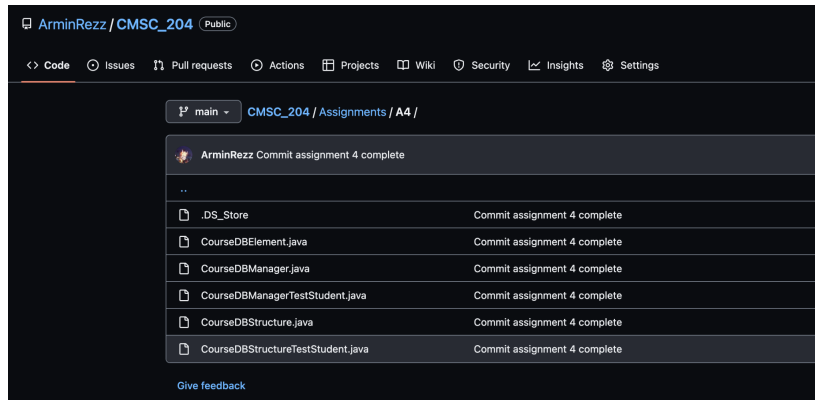 ArminRezz / CMSC_204 Public
<> Code Issues Pull requests Actions Projects Wiki Security Insights Settings
main CMSC_204 / Assignments / A4 /
ArminRezz Commit assignment 4 complete
..
.DS_Store Commit assignment 4 complete
CourseDBElement.java Commit assignment 4 complete
CourseDBManager.java Commit assignment 4 complete
CourseDBManagerTestStudent.java Commit assignment 4 complete
CourseDBStructure.java Commit assignment 4 complete
CourseDBStructureTestStudent.java Commit assignment 4 complete
Give feedback